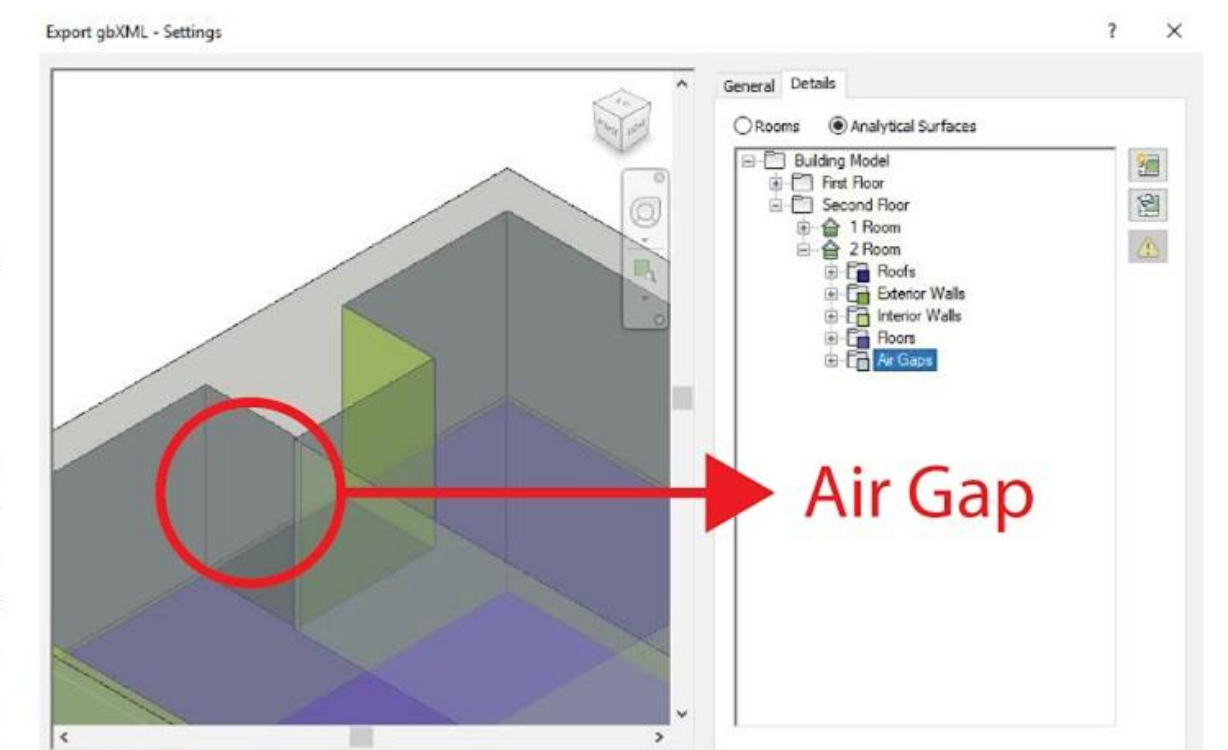 Export gbXML - Settings
?
General Details
Rooms Analytical Surfaces
Building Model
First Floor
Second Floor
1 Room
2 Room
Roofs
Exterior Walls
Interior Walls
Floors
Air Gaps
Air Gap